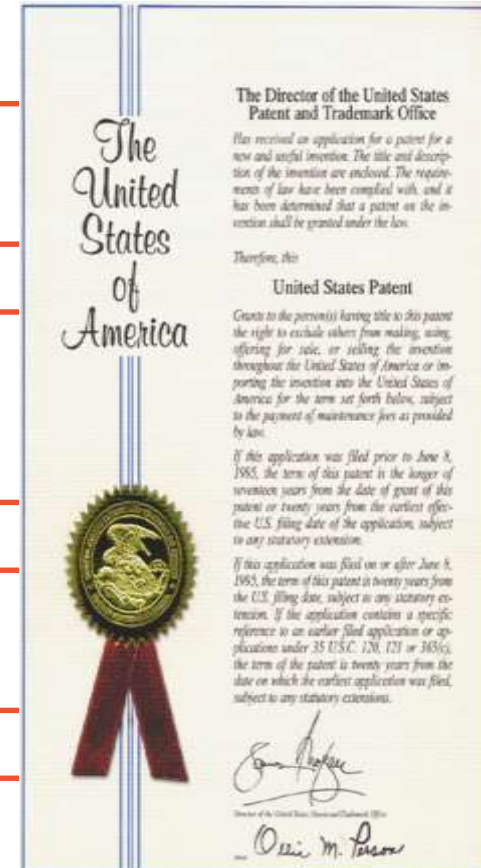 The
United
States
of
America
The Director of the United States
Patent and Trademark Office
Has received an application for a patent for a
new and useful invention. The title and descrip-
tion of the invention are enclosed. The require-
ments of law have been complied with, and it
has been determined that a patent on the in-
vention shall be granted under the law.
Therefore, this
United States Patent
Grants to the person(s) having title to this patent
the right to exclude others from making, using,
offering for sale, or selling the invention
throughout the United States of America or im-
porting the invention into the United States of
America for the term set forth below, subject
to the payment of maintenance fees as provided
by law.
If this application was filed prior to June 8,
1995, the term of this patent is the longer of
seventeen years from the date of grant of this
patent or twenty years from the earliest effec-
tive U.S. filing date of the application, subject
to any statutory extension.
If this application was filed on or after June 8,
1995, the term of this patent is twenty years from
the U.S. filing date, subject to any statutory ex-
tension. If the application contains a specific
reference to an earlier filed application or ap-
plications under 35 U.S.C. 120, 121 or 365(c),
the term of the patent is twenty years from the
date on which the earliest application was filed,
subject to any statutory extensions.
Director of the United States Patent and Trademark Office
Ollie M. Person